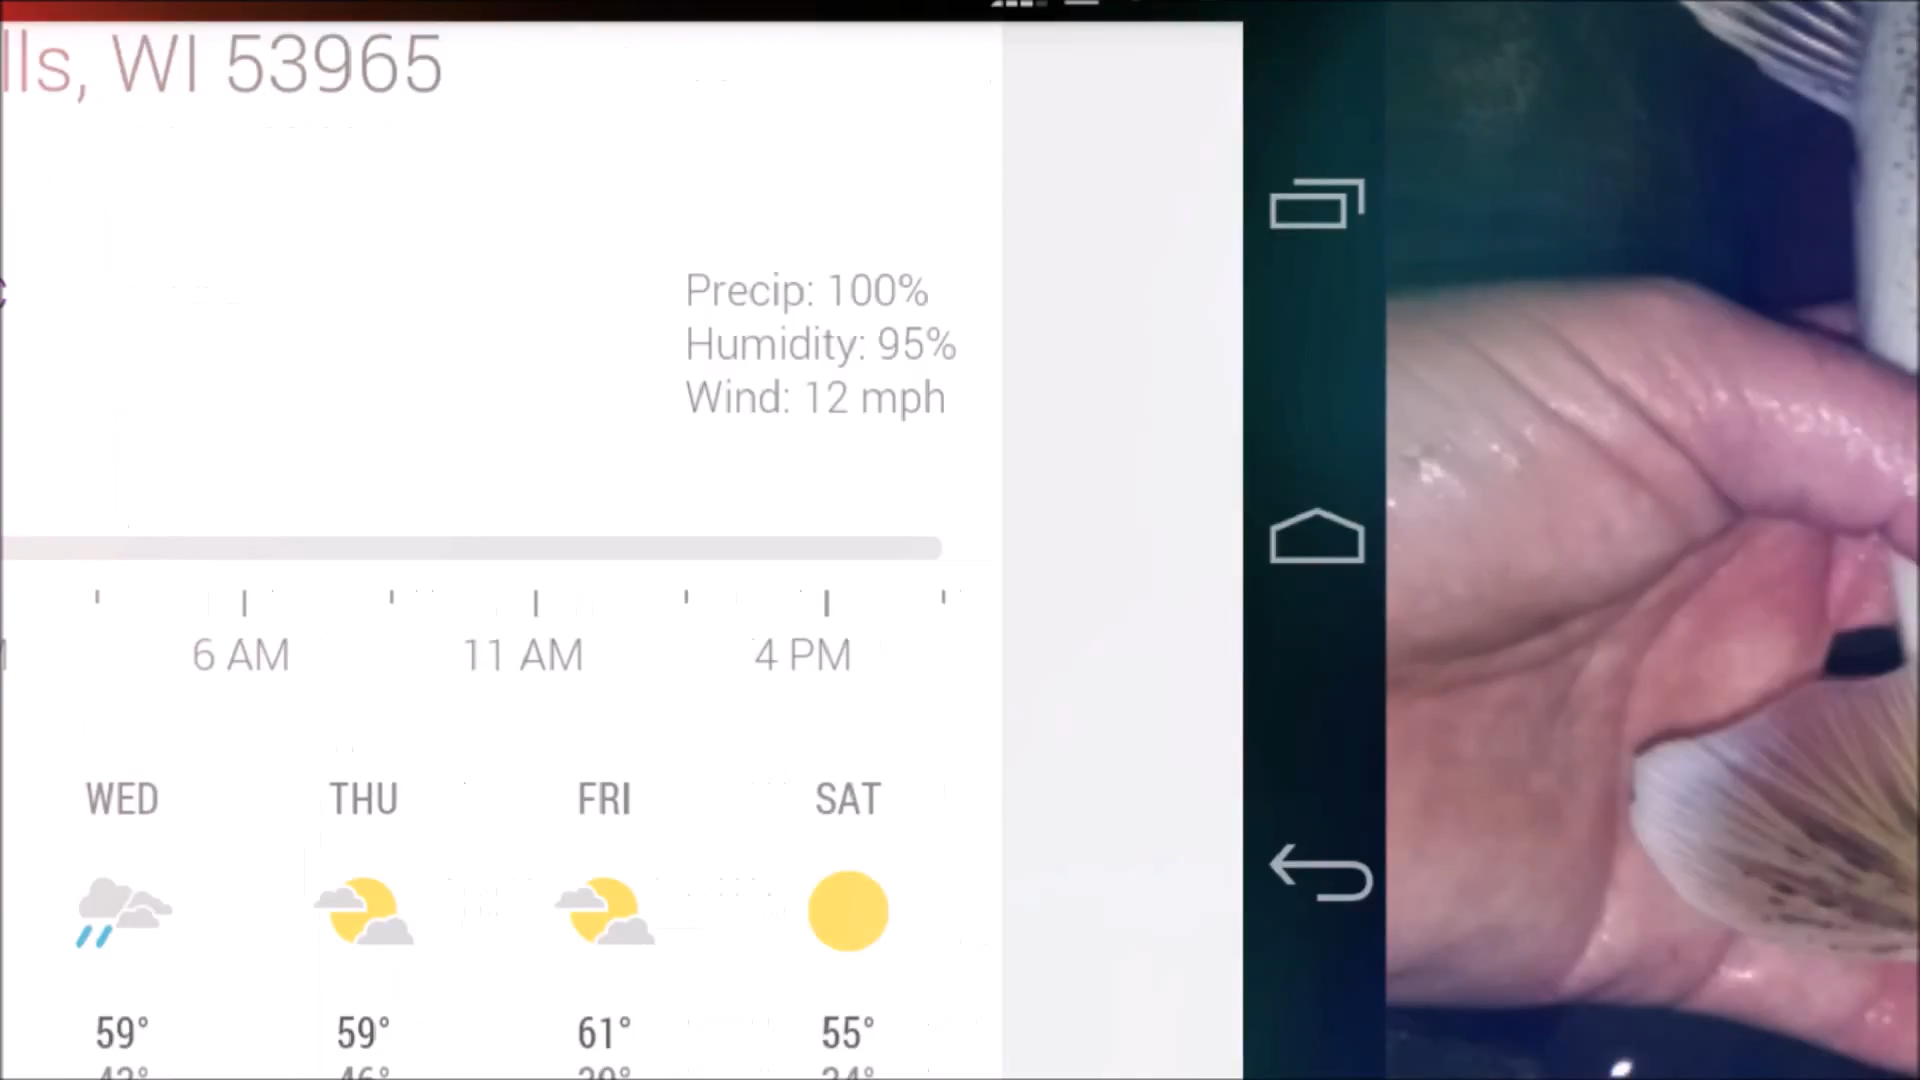 lls, WI 53965
Precip: 100%
Humidity: 95%
Wind: 12 mph
6 AM 11 AM 4 PM
WED THU FRI SAT
59° 59° 61° 55°